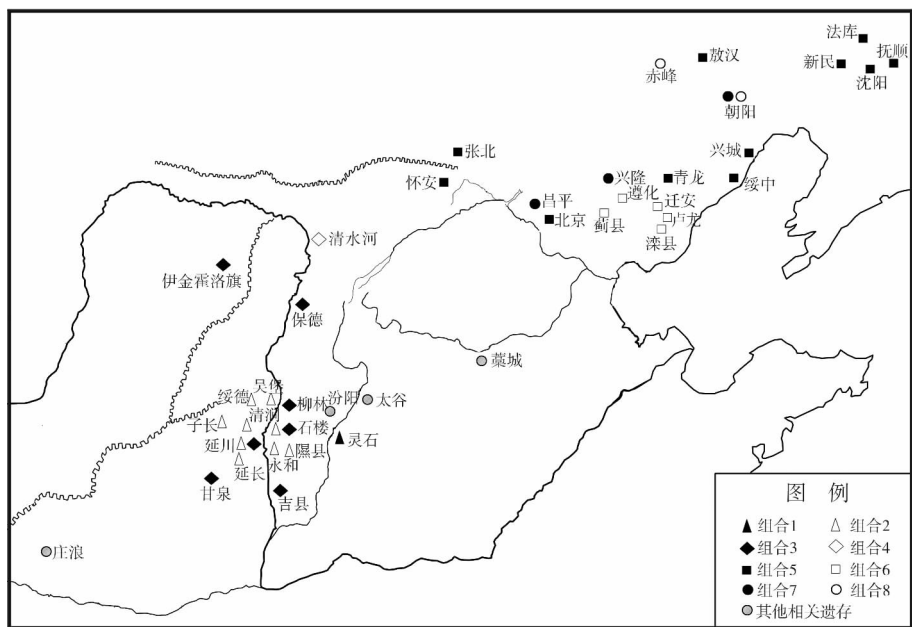 法库
敖汉
新民
抚顺
赤峰
沈阳
朝阳
兴城
张北
怀安
兴隆
青龙
绥中
遵化
昌平
迁安
北京
蓟县
卢龙
滦县
清水河
伊金霍洛旗
保德
藁城
吴保
绥德
柳林
汾阳
太谷
子长
清涧
石楼
灵石
延川
隰县
永和
延长
甘泉
吉县
庄浪
图 例
组合1 组合2
组合3 组合4
组合5 组合6
组合7 组合8
其他相关遗存